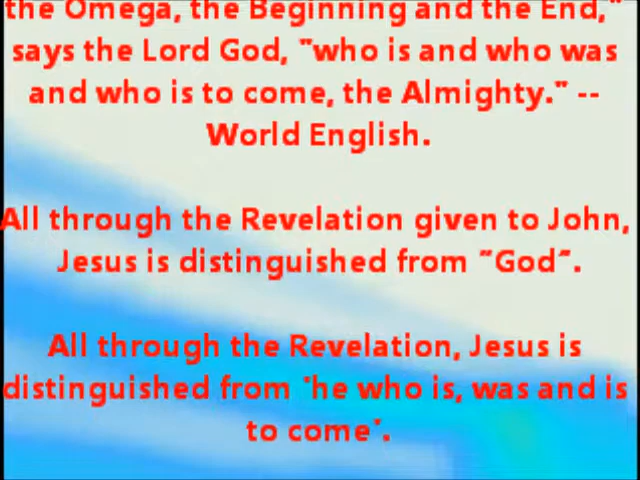 the Omega, the Beginning and the End,"
says the Lord God, "who is and who was
and who is to come, the Almighty." --
World English.
All through the Revelation given to John,
Jesus is distinguished from “God”.
All through the Revelation, Jesus is
distinguished from 'he who is, was and is
to come'.